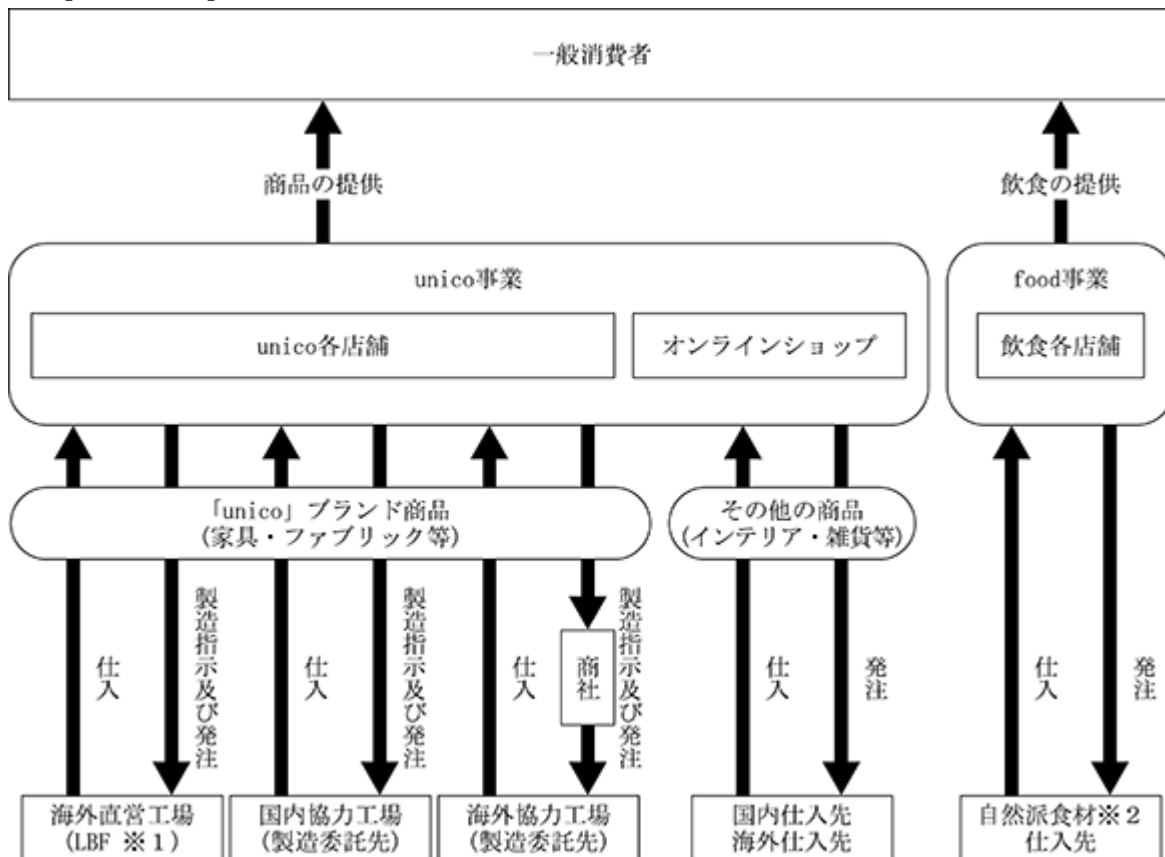 一般消費者
商品の提供
飲食の提供
unico事業
food事業
unico各店舗
オンラインショップ
飲食各店舗
「unico」ブランド商品
(家具・ファブリック等)
その他の商品
(インテリア・雑貨等)
仕入
製造指示及び発注
仕入
製造指示及び発注
仕入
商社
製造指示及び発注
仕入
発注
仕入
発注
海外直営工場
(LBF ※１)
国内協力工場
(製造委託先)
海外協力工場
(製造委託先)
国内仕入先
海外仕入先
自然派食材※２
仕入先